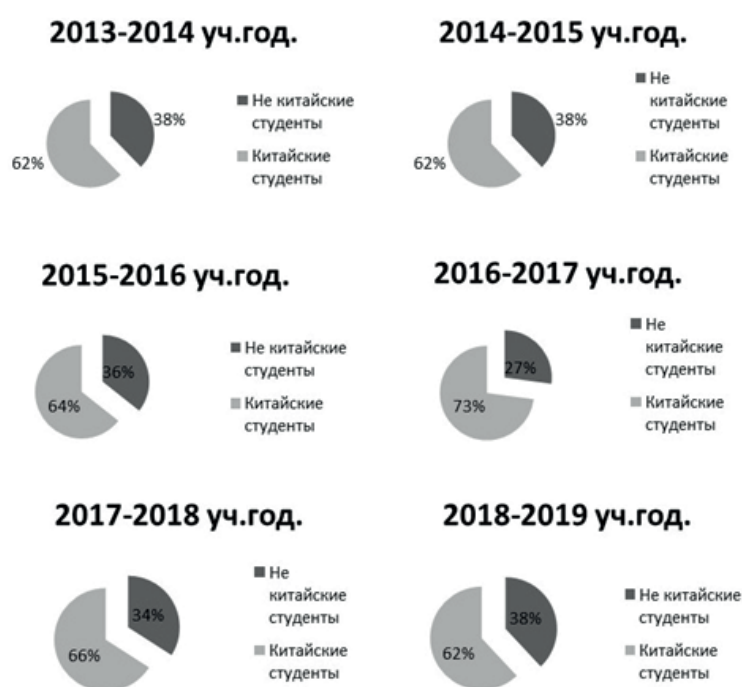 2013-2014 уч.год.
38%
62%
Не китайские
студенты
Китайские
студенты
2014-2015 уч.год.
38%
62%
Не
китайские
студенты
Китайские
студенты
2015-2016 уч.год.
36%
64%
Не китайские
студенты
Китайские
студенты
2016-2017 уч.год.
27%
73%
Не
китайские
студенты
Китайские
студенты
2017-2018 уч.год.
34%
66%
Не
китайские
студенты
Китайские
студенты
2018-2019 уч.год.
38%
62%
Не китайские
студенты
Китайские
студенты